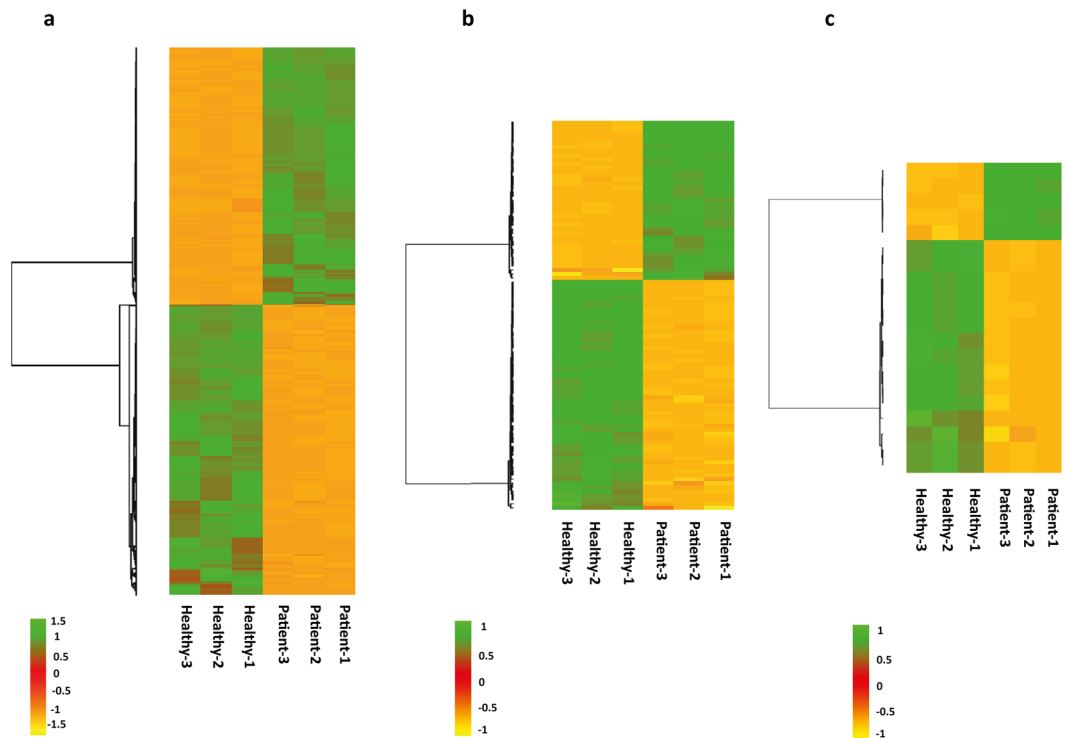 a
b
c
Healthy-3
Healthy-2
Healthy-1
Patient-3
Patient-2
Patient-1
1.5
1
0.5
0
-0.5
-1
-1.5
Healthy-3
Healthy-2
Healthy-1
Patient-3
Patient-2
Patient-1
1
0.5
0
-0.5
-1
Healthy-3
Healthy-2
Healthy-1
Patient-3
Patient-2
Patient-1
1
0.5
0
-0.5
-1